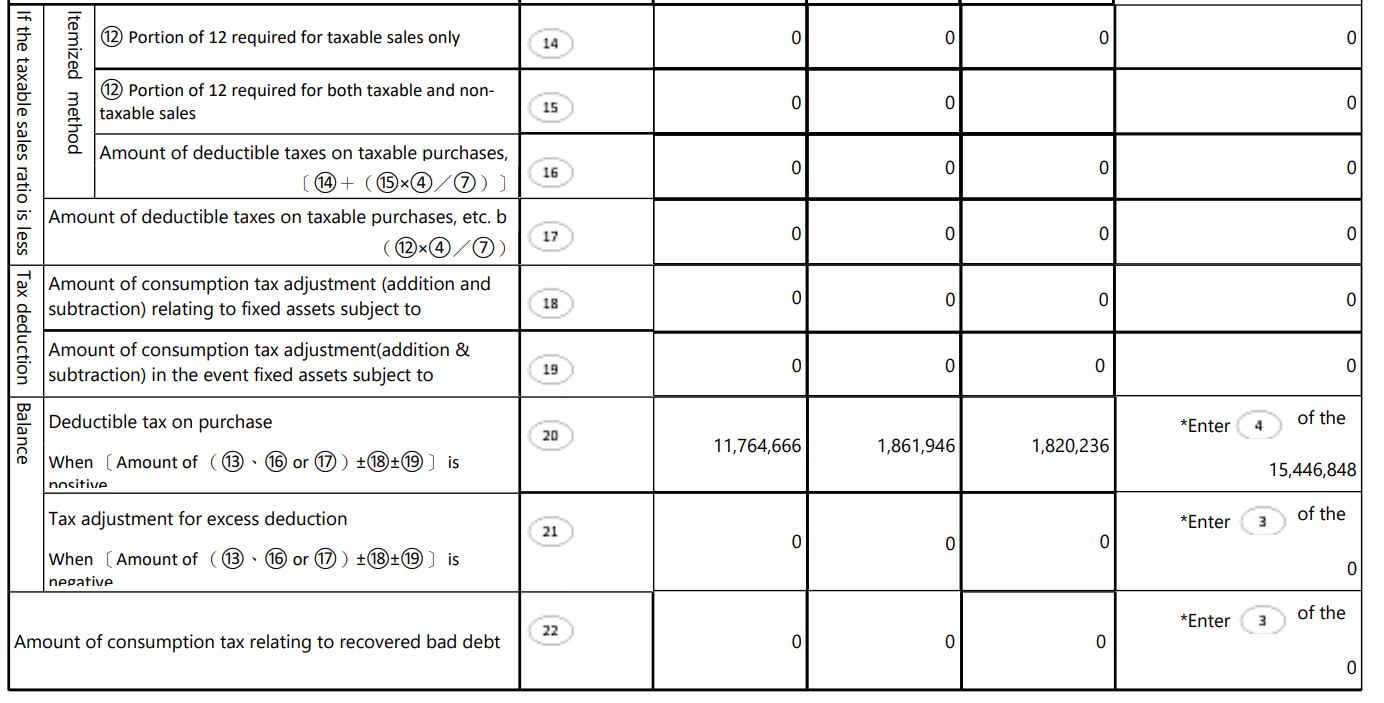 If the taxable sales ratio is less
Itemized method
⑫ Portion of 12 required for taxable sales only
14
0
0
0
0
⑫ Portion of 12 required for both taxable and non-
taxable sales
15
0
0
0
Amount of deductible taxes on taxable purchases,
〔⑭＋（⑮×④／⑦）〕
16
0
0
0
0
Amount of deductible taxes on taxable purchases, etc. b
（⑫×④／⑦）
17
0
0
0
0
Tax deduction
Amount of consumption tax adjustment (addition and
subtraction) relating to fixed assets subject to
18
0
0
0
0
Amount of consumption tax adjustment(addition &
subtraction) in the event fixed assets subject to
19
0
0
0
0
Balance
Deductible tax on purchase
When〔Amount of（⑬、⑯ or ⑰）±⑱±⑲〕is
positive
20
11,764,666
1,861,946
1,820,236
*Enter 4 of the
15,446,848
Tax adjustment for excess deduction
When〔Amount of（⑬、⑯ or ⑰）±⑱±⑲〕is
negative
21
0
0
0
*Enter 3 of the
0
Amount of consumption tax relating to recovered bad debt
22
0
0
0
*Enter 3 of the
0